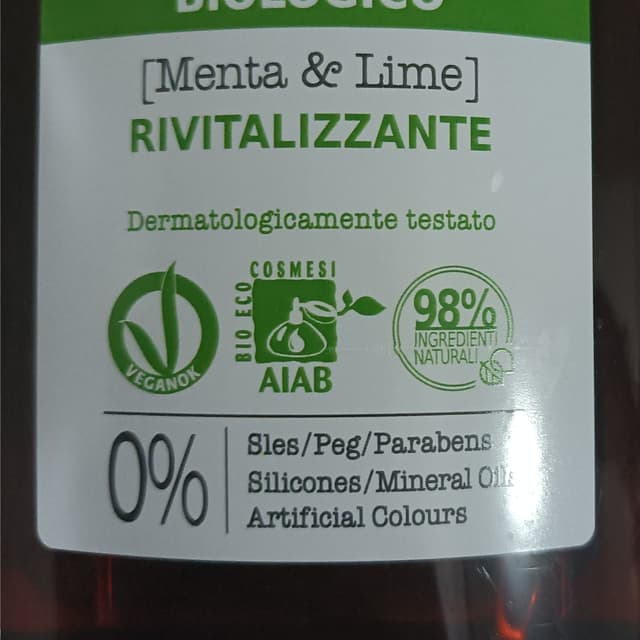 BIOLOGICO
[Menta & Lime]
RIVITALIZZANTE
Dermatologicamente testato
VEGANOK
BIO ECO
COSMESI
AIAB
98%
INGREDIENTI
NATURALI
0%
Sles/Peg/Parabens
Silicones/Mineral Oils
Artificial Colours